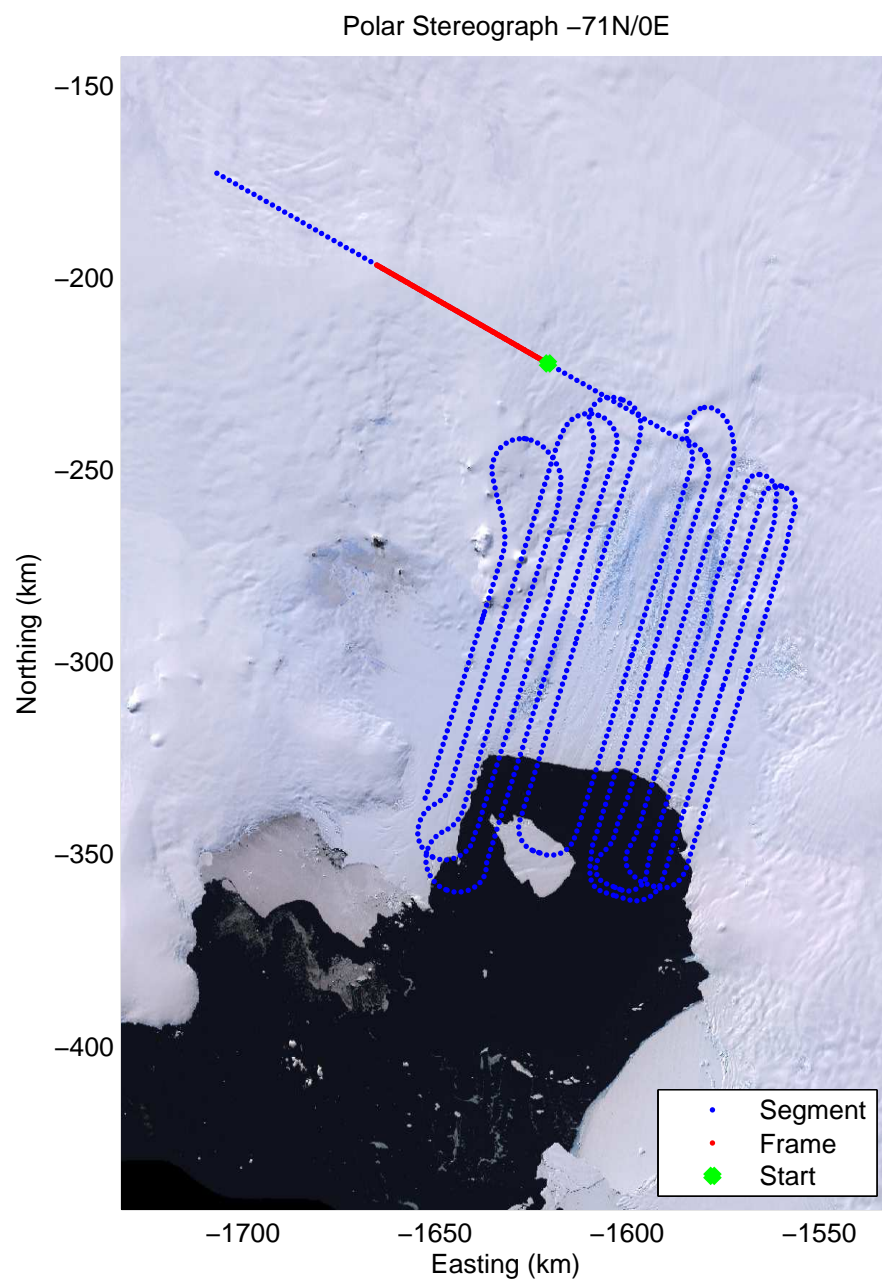 Polar Stereograph −71N/0E
−150
−200
−250
−300
−350
−400
Northing (km)
−1700
−1650
−1600
−1550
Easting (km)
Segment
Frame
Start